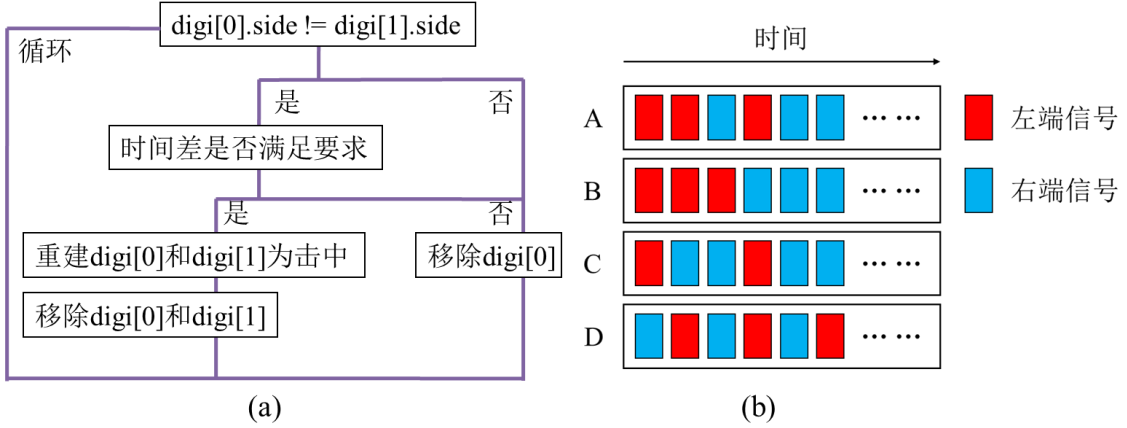 digi[0].side != digi[1].side
循环
是
否
时间差是否满足要求
是
否
重建digi[0]和digi[1]为击中
移除digi[0]
移除digi[0]和digi[1]
(a)
时间
A
…… 
左端信号
B
……
右端信号
C
……
D
……
(b)